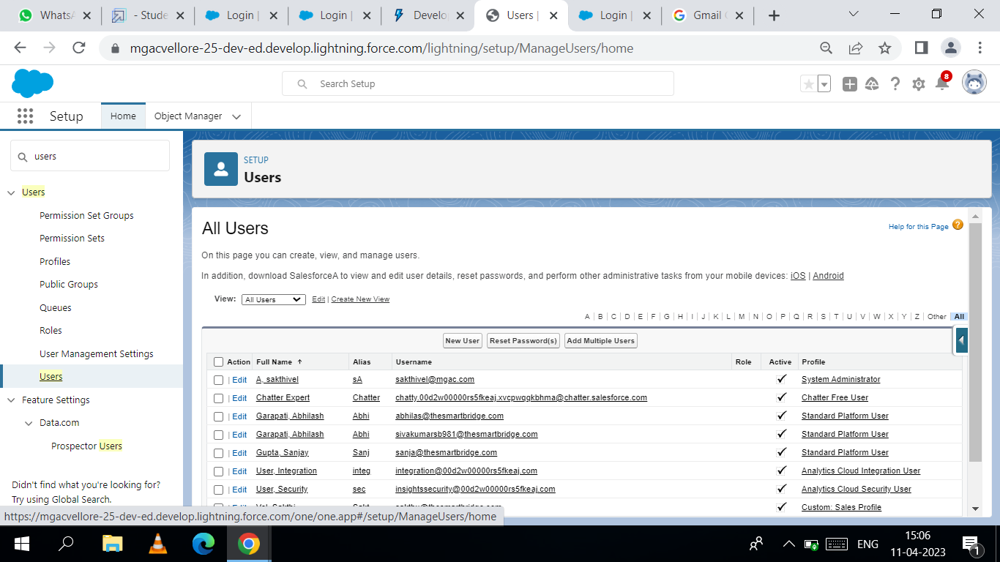 WhatsA
- Stude
Login |
Login |
Develo
Users |
Login |
Gmail
mgacvellore-25-dev-ed.develop.lightning.force.com/lightning/setup/ManageUsers/home
Search Setup
8
Setup
Home
Object Manager
users
Users
Permission Set Groups
Permission Sets
Profiles
Public Groups
Queues
Roles
User Management Settings
Users
Feature Settings
Data.com
Prospector Users
Didn't find what you're looking for?
Try using Global Search.
SETUP
Users
All Users
Help for this Page ?
On this page you can create, view, and manage users.
In addition, download SalesforceA to view and edit user details, reset passwords, and perform other administrative tasks from your mobile devices: iOS | Android
View: All Users Edit | Create New View
A | B | C | D | E | F | G | H | I | J | K | L | M | N | O | P | Q | R | S | T | U | V | W | X | Y | Z | Other | All
New User Reset Password(s) Add Multiple Users
Action Full Name ↑ Alias Username Role Active Profile
| Edit A, sakthivel sA sakthivel@mgac.com ✓ System Administrator
| Edit Chatter Expert Chatter chatty.00d2w00000rs5fkeaj.xvcpwqqkbhma@chatter.salesforce.com ✓ Chatter Free User
| Edit Garapati, Abhilash Abhi abhilas@thesmartbridge.com ✓ Standard Platform User
| Edit Garapati, Abhilash Abhi sivakumarsb981@thesmartbridge.com ✓ Standard Platform User
| Edit Gupta, Sanjay Sanj sanja@thesmartbridge.com ✓ Standard Platform User
| Edit User, Integration integ integration@00d2w00000rs5fkeaj.com ✓ Analytics Cloud Integration User
| Edit User, Security sec insightssecurity@00d2w00000rs5fkeaj.com ✓ Analytics Cloud Security User
✓ Custom: Sales Profile
https://mgacvellore-25-dev-ed.develop.lightning.force.com/one/one.app#/setup/ManageUsers/home
ENG
15:06
11-04-2023
1